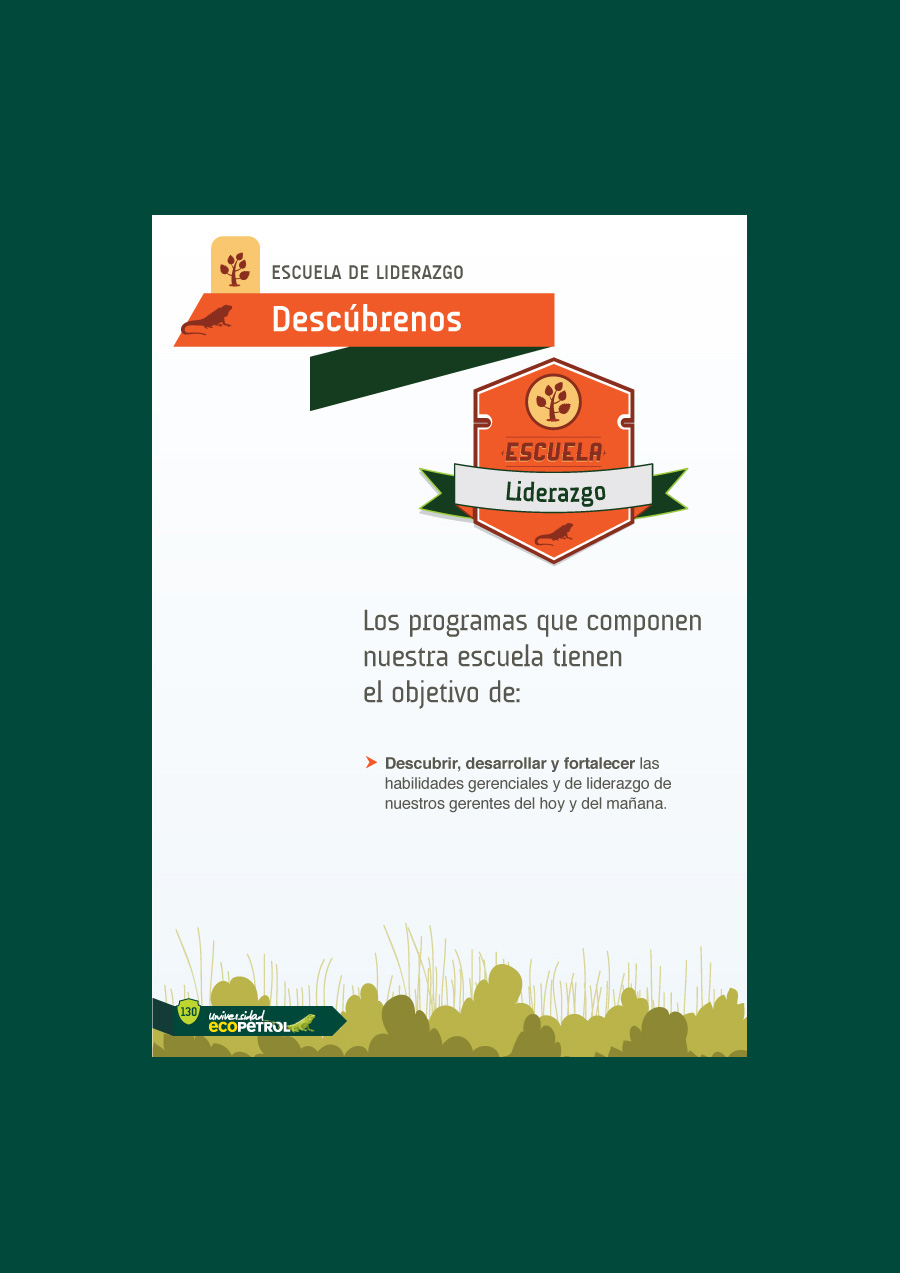 ESCUELA DE LIDERAZGO
Descúbrenos
ESCUELA
Liderazgo
Los programas que componen
nuestra escuela tienen
el objetivo de:
Descubrir, desarrollar y fortalecer las
habilidades gerenciales y de liderazgo de
nuestros gerentes del hoy y del mañana.
130
universidad
ECOPETROL